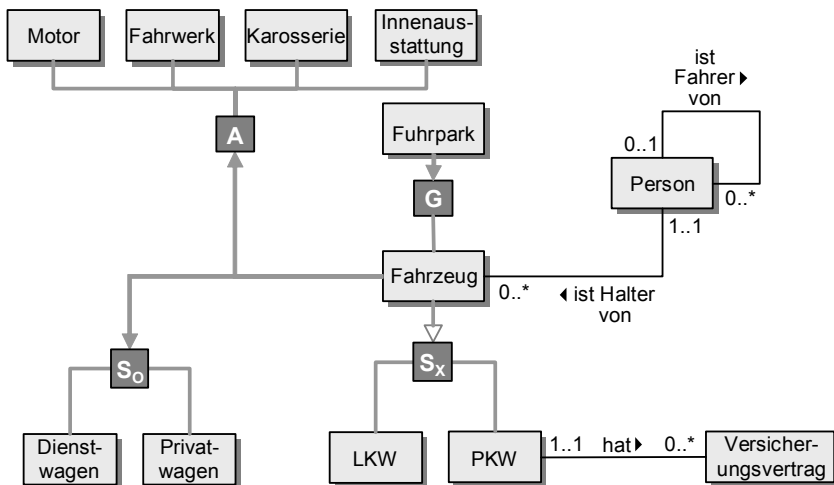 Motor
Fahrwerk
Karosserie
Innenaus-
stattung
ist
Fahrer
von
A
Fuhrpark
0..1
Person
0..*
G
1..1
Fahrzeug
0..*
ist Halter
von
So
Sx
Dienst-
wagen
Privat-
wagen
LKW
PKW
1..1 hat 0..*
Versicher-
ungsvertrag